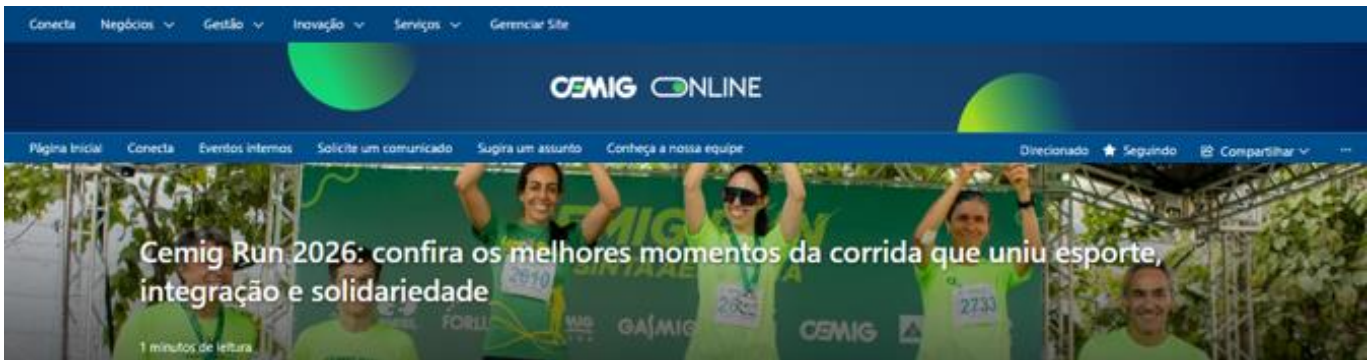 Conecta Negócios Gestão Inovação Serviços Gerenciar Site
CEMIG ONLINE
Página Inicial Conecta Eventos internos Solicite um comunicado Sugira um assunto Conheça a nossa equipe Direcionado Seguindo Compartilhar ...
Cemig Run 2026: confira os melhores momentos da corrida que uniu esporte,
integração e solidariedade
2610 2733
GASMIG CEMIG
1 minutos de leitura